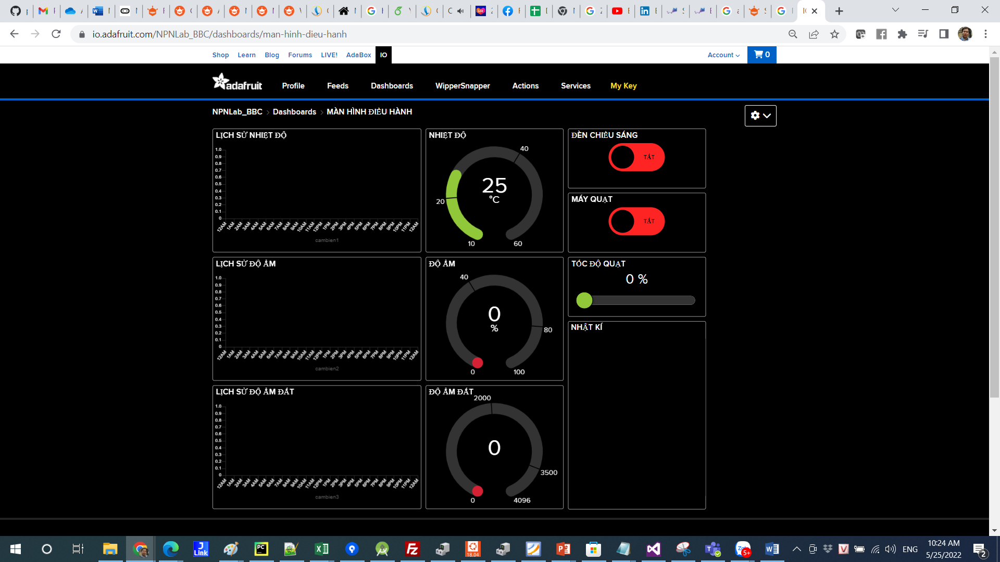 io.adafruit.com/NPNLab_BBC/dashboards/man-hinh-dieu-hanh
Shop Learn Blog Forums LIVE! AdaBox IO Account 0
adafruit Profile Feeds Dashboards WipperSnapper Actions Services My Key
NPNLab_BBC > Dashboards > MÀN HÌNH ĐIỀU HÀNH
LỊCH SỬ NHIỆT ĐỘ
1.0
0.9
0.8
0.7
0.6
0.5
0.4
0.3
0.2
0.1
0
12AM 1AM 2AM 3AM 4AM 5AM 6AM 7AM 8AM 9AM 10AM 11AM 12PM 1PM 2PM 3PM 4PM 5PM 6PM 7PM 8PM 9PM 10PM 11PM 12AM
cambien1
NHIỆT ĐỘ
40
25
°C
20
10
60
ĐÈN CHIẾU SÁNG
TẮT
MÁY QUẠT
TẮT
LỊCH SỬ ĐỘ ẨM
1.0
0.9
0.8
0.7
0.6
0.5
0.4
0.3
0.2
0.1
0
12AM 1AM 2AM 3AM 4AM 5AM 6AM 7AM 8AM 9AM 10AM 11AM 12PM 1PM 2PM 3PM 4PM 5PM 6PM 7PM 8PM 9PM 10PM 11PM 12AM
cambien2
ĐỘ ẨM
40
0
%
80
0
100
TỐC ĐỘ QUẠT
0 %
NHẬT KÍ
LỊCH SỬ ĐỘ ẨM ĐẤT
1.0
0.9
0.8
0.7
0.6
0.5
0.4
0.3
0.2
0.1
0
12AM 1AM 2AM 3AM 4AM 5AM 6AM 7AM 8AM 9AM 10AM 11AM 12PM 1PM 2PM 3PM 4PM 5PM 6PM 7PM 8PM 9PM 10PM 11PM 12AM
cambien3
ĐỘ ẨM ĐẤT
2000
0
3500
0
4096
J Link
PC
18.04
5+
ENG
10:24 AM
5/25/2022
2